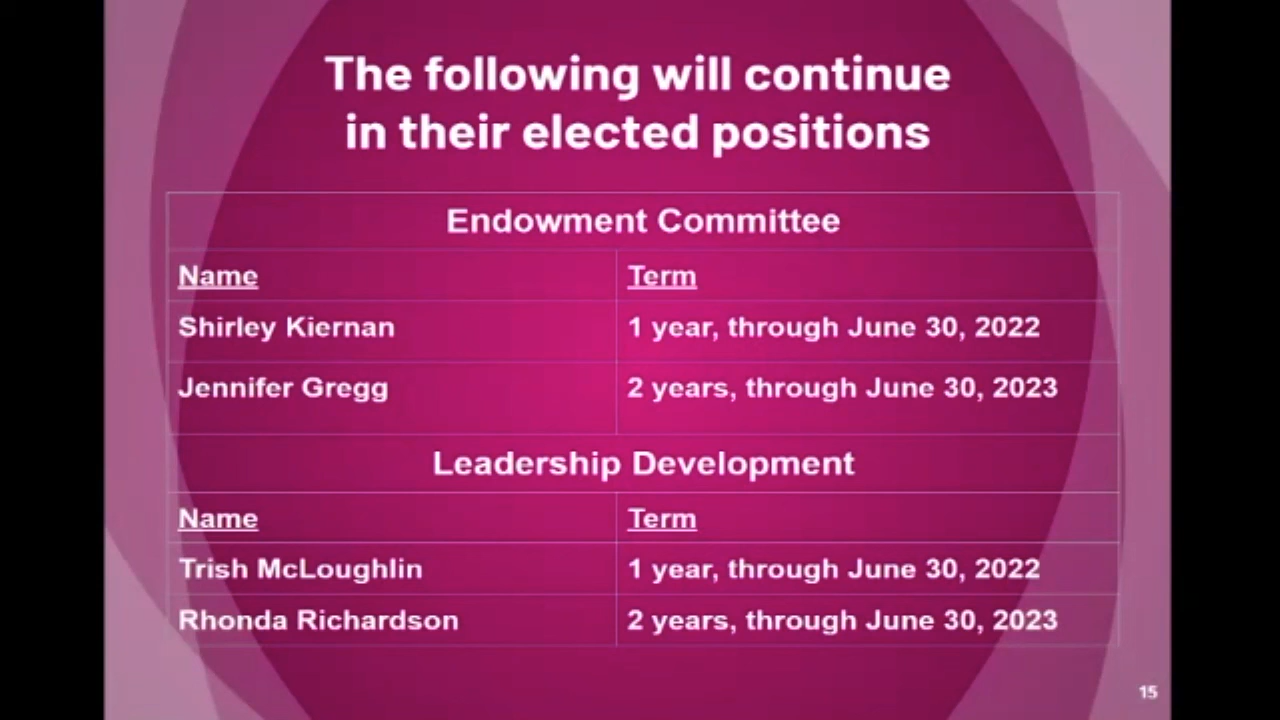 The following will continue
in their elected positions
Endowment Committee
Name Term
Shirley Kiernan 1 year, through June 30, 2022
Jennifer Gregg 2 years, through June 30, 2023
Leadership Development
Name Term
Trish McLoughlin 1 year, through June 30, 2022
Rhonda Richardson 2 years, through June 30, 2023
15